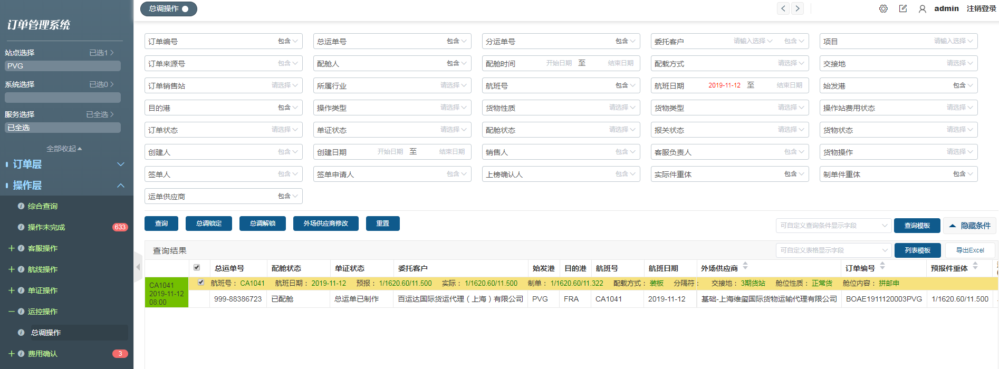 总调操作
admin 注销登录
订单管理系统
站点选择 已选1
PVG
系统选择 已选0
服务选择 已全选
已全选
全部收起
订单层
操作层
综合查询
操作未完成 633
客服操作
航线操作
单证操作
运控操作
总调操作
费用确认 3
订单编号 包含 总运单号 包含 分运单号 包含 委托客户 请输入选择 包含 项目 请输入选择
订单来源号 包含 配舱人 包含 配舱时间 开始日期 至 结束日期 配载方式 请选择 交接地 请选择
订单销售站 请选择 所属行业 请选择 航班号 包含 航班日期 2019-11-12 至 结束日期 始发港 包含
目的港 包含 操作类型 请选择 货物性质 请选择 货物类型 请选择 操作站费用状态 请选择
订单状态 请选择 单证状态 请选择 配舱状态 请选择 报关状态 请选择 货物状态 请选择
创建人 包含 创建日期 开始日期 至 结束日期 销售人 包含 客服负责人 包含 货物操作 请选择
签单人 包含 签单申请人 包含 上榜确认人 包含 实际件重体 包含 制单件重体 包含
运单供应商 包含
查询 总调锁定 总调解锁 外场供应商修改 重置 可自定义查询条件显示字段 查询模板 隐藏条件
查询结果 可自定义表格显示字段 列表模板 导出Excel
总运单号 配舱状态 单证状态 委托客户 始发港 目的港 航班号 航班日期 外场供应商 订单编号 预报件重体
CA1041
2019-11-12
08:00
航班号： CA1041 航班日期： 2019-11-12 预报： 1/1620.60/11.500 实际： 1/1620.60/11.500 制单： 1/1620.60/11.322 配载方式： 装板 分隔符： 交接地： 3期货站 舱位性质： 正常货 舱位内容： 拼邮申
999-88386723 已配舱 总运单已制作 百运达国际货运代理（上海）有限公司 PVG FRA CA1041 2019-11-12 基础-上海维玺国际货物运输代理有限公司 BOAE1911120003PVG 1/1620.60/11.500